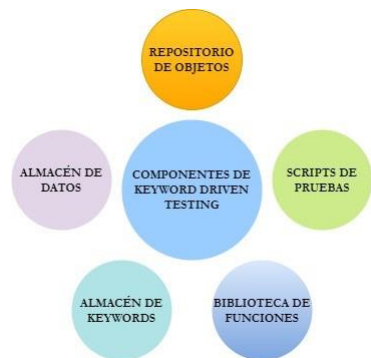 REPOSITORIO
DE OBJETOS
ALMACÉN DE
DATOS
COMPONENTES DE
KEYWORD DRIVEN
TESTING
SCRIPTS DE
PRUEBAS
ALMACÉN DE
KEYWORDS
BIBLIOTECA DE
FUNCIONES